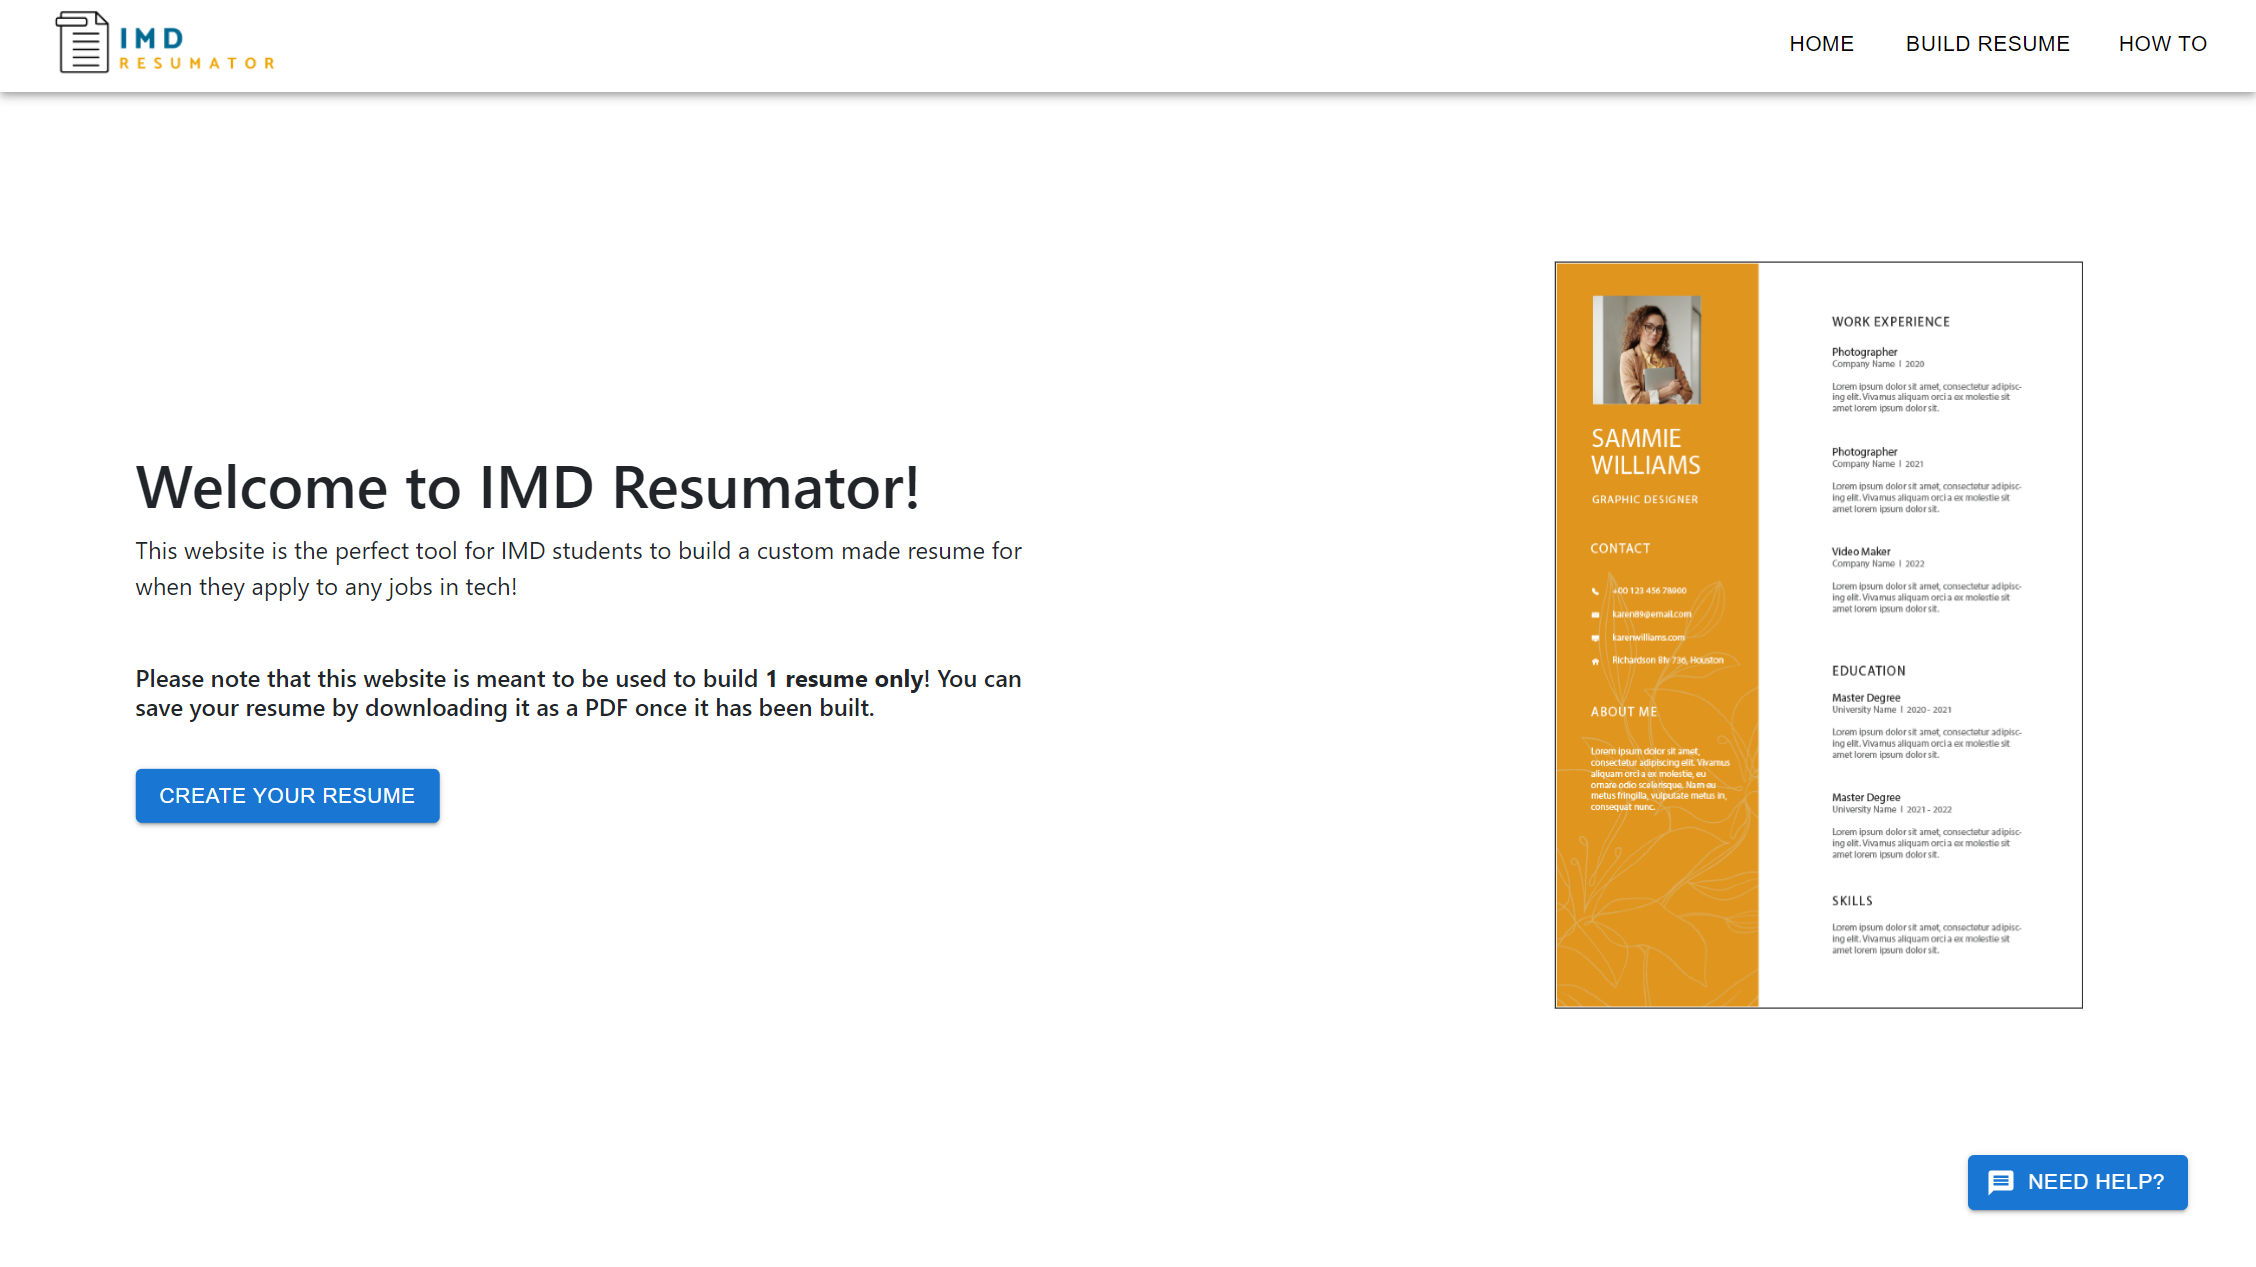 IMD
RESUMATOR
HOME
BUILD RESUME
HOW TO
Welcome to IMD Resumator!
This website is the perfect tool for IMD students to build a custom made resume for
when they apply to any jobs in tech!
Please note that this website is meant to be used to build 1 resume only! You can
save your resume by downloading it as a PDF once it has been built.
CREATE YOUR RESUME
SAMMIE
WILLIAMS
GRAPHIC DESIGNER
CONTACT
+00 123 456 78900
karen89@email.com
karenwilliams.com
Richardson Blv 736, Houston
ABOUT ME
Lorem ipsum dolor sit amet,
consectetur adipiscing elit. Vivamus
aliquam orci a ex molestie, eu
ornare odio scelerisque. Nam eu
metus fringilla, vulputate metus in,
consequat nunc.
WORK EXPERIENCE
Photographer
Company Name | 2020
Lorem ipsum dolor sit amet, consectetur adipisc-
ing elit. Vivamus aliquam orci a ex molestie sit
amet lorem ipsum dolor sit.
Photographer
Company Name | 2021
Lorem ipsum dolor sit amet, consectetur adipisc-
ing elit. Vivamus aliquam orci a ex molestie sit
amet lorem ipsum dolor sit.
Video Maker
Company Name | 2022
Lorem ipsum dolor sit amet, consectetur adipisc-
ing elit. Vivamus aliquam orci a ex molestie sit
amet lorem ipsum dolor sit.
EDUCATION
Master Degree
University Name | 2020 - 2021
Lorem ipsum dolor sit amet, consectetur adipisc-
ing elit. Vivamus aliquam orci a ex molestie sit
amet lorem ipsum dolor sit.
Master Degree
University Name | 2021 - 2022
Lorem ipsum dolor sit amet, consectetur adipisc-
ing elit. Vivamus aliquam orci a ex molestie sit
amet lorem ipsum dolor sit.
SKILLS
Lorem ipsum dolor sit amet, consectetur adipisc-
ing elit. Vivamus aliquam orci a ex molestie sit
amet lorem ipsum dolor sit.
NEED HELP?